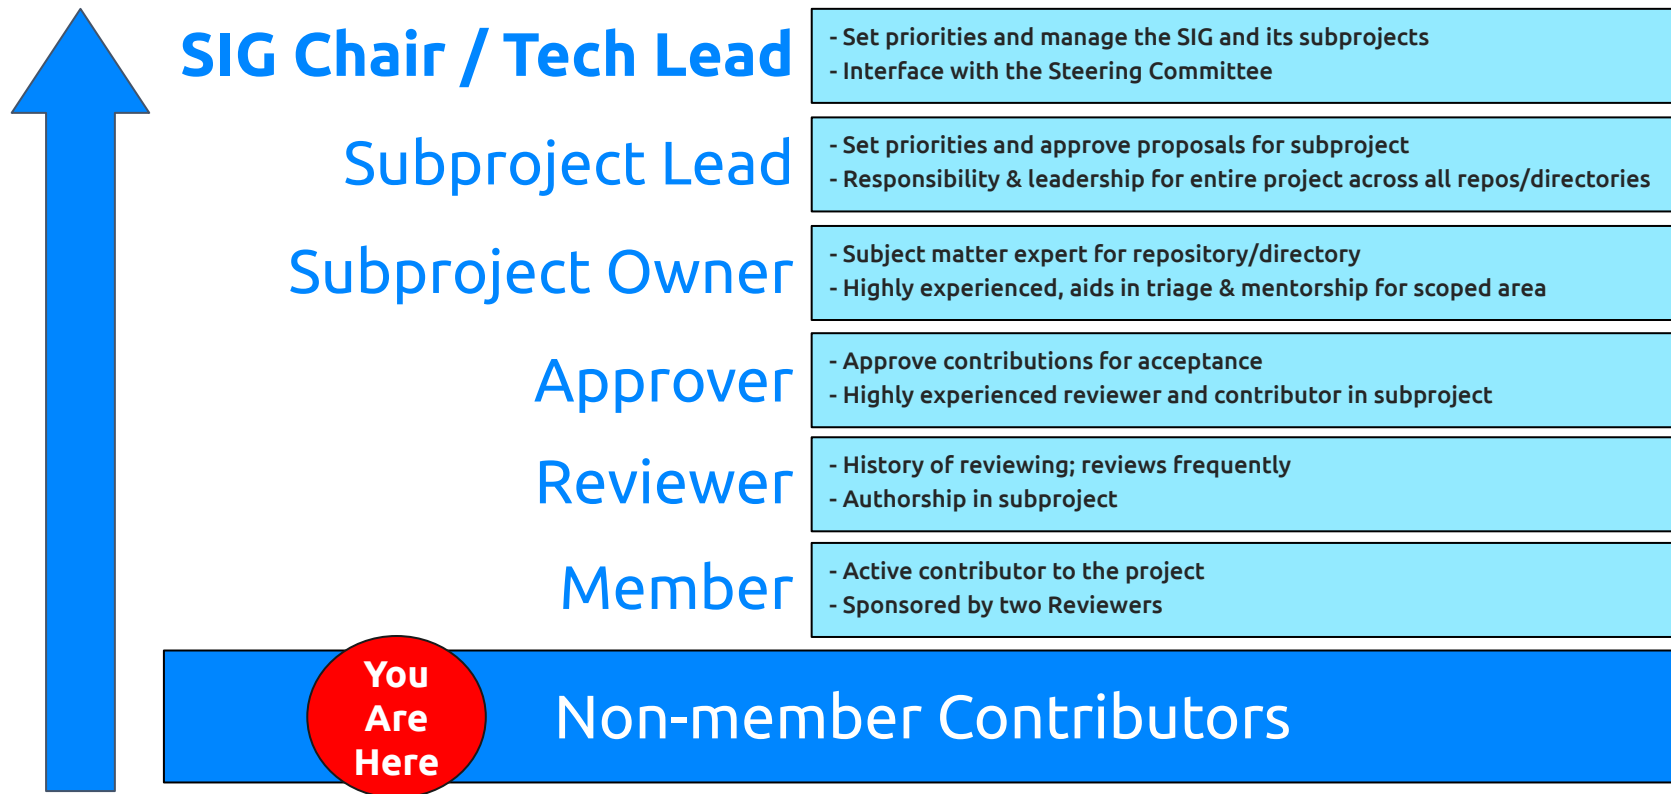 SIG Chair / Tech Lead
- Set priorities and manage the SIG and its subprojects
- Interface with the Steering Committee
Subproject Lead
- Set priorities and approve proposals for subproject
- Responsibility & leadership for entire project across all repos/directories
Subproject Owner
- Subject matter expert for repository/directory
- Highly experienced, aids in triage & mentorship for scoped area
Approver
- Approve contributions for acceptance
- Highly experienced reviewer and contributor in subproject
Reviewer
- History of reviewing; reviews frequently
- Authorship in subproject
Member
- Active contributor to the project
- Sponsored by two Reviewers
You
Are
Here
Non-member Contributors